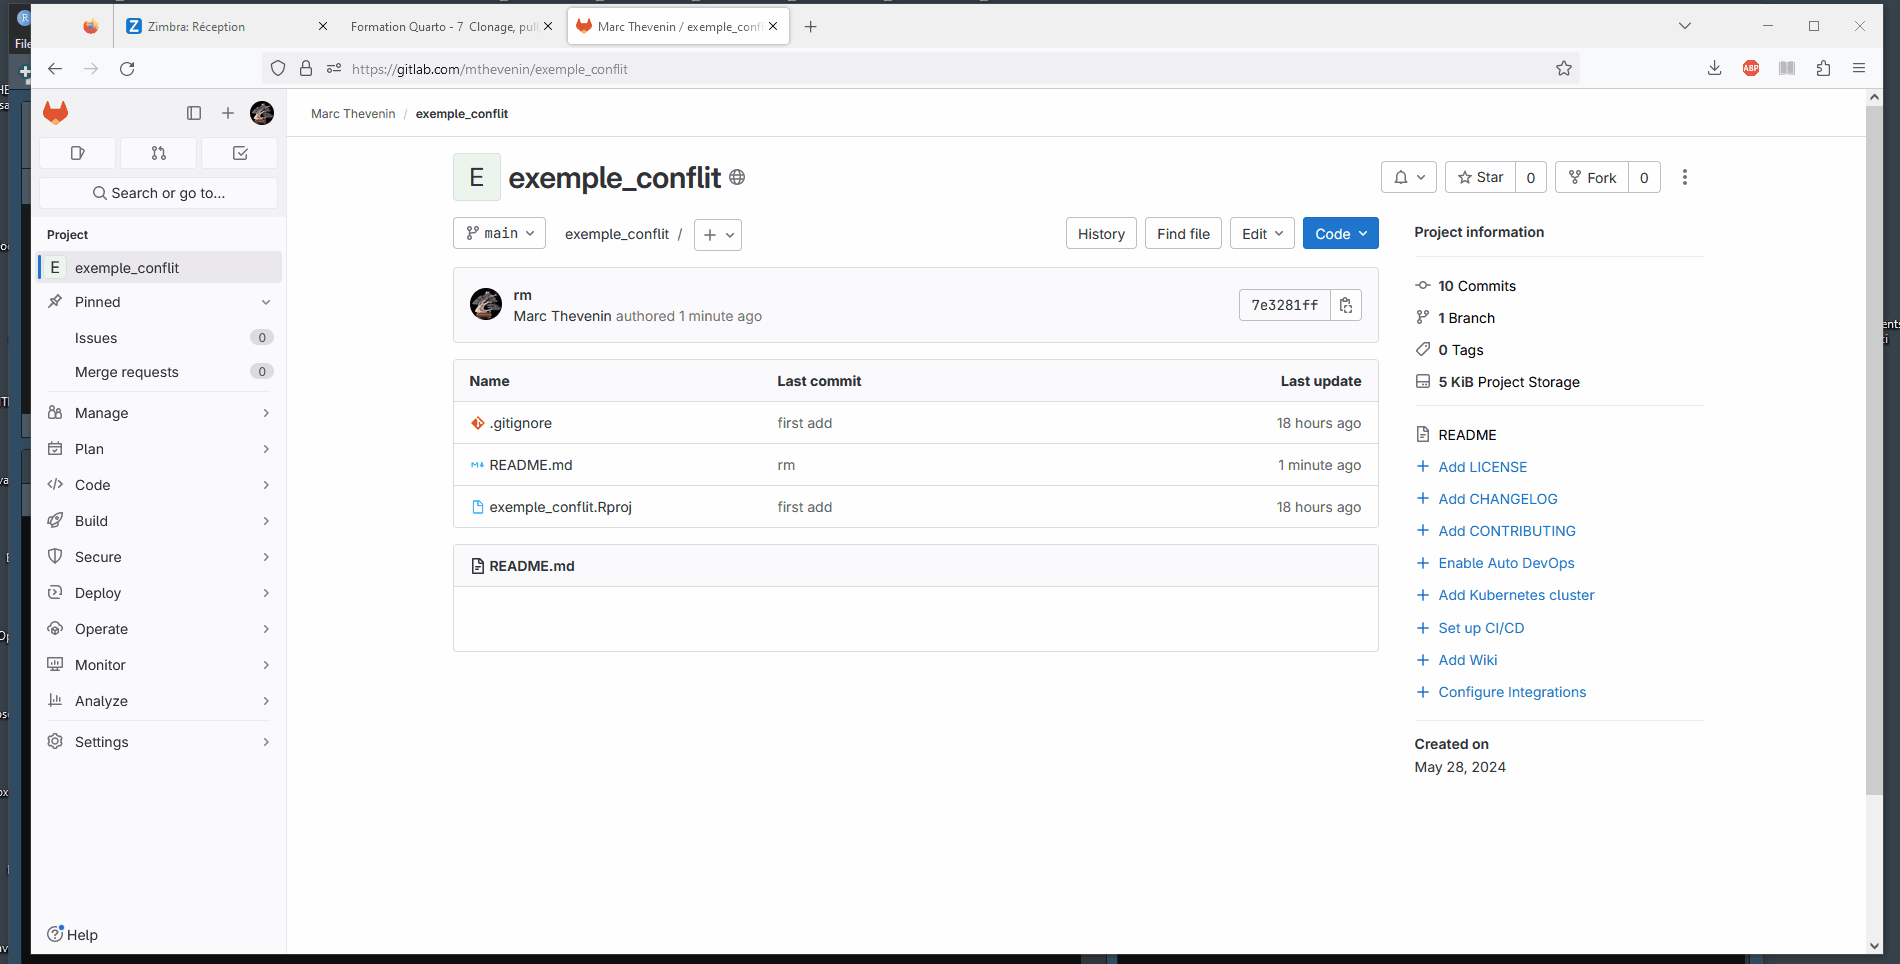 Zimbra: Réception
Formation Quarto - 7 Clonage, pul
Marc Thevenin / exemple_confl
File
https://gitlab.com/mthevenin/exemple_conflit
ABP
Marc Thevenin / exemple_conflit
Search or go to...
E exemple_conflit
Star 0
Fork 0
main
exemple_conflit /
History
Find file
Edit
Code
Project
E exemple_conflit
Pinned
Issues 0
Merge requests 0
Manage
Plan
Code
Build
Secure
Deploy
Operate
Monitor
Analyze
Settings
Help
rm
Marc Thevenin authored 1 minute ago
7e3281ff
Name Last commit Last update
.gitignore first add 18 hours ago
README.md rm 1 minute ago
exemple_conflit.Rproj first add 18 hours ago
README.md
Project information
10 Commits
1 Branch
0 Tags
5 KiB Project Storage
README
Add LICENSE
Add CHANGELOG
Add CONTRIBUTING
Enable Auto DevOps
Add Kubernetes cluster
Set up CI/CD
Add Wiki
Configure Integrations
Created on
May 28, 2024